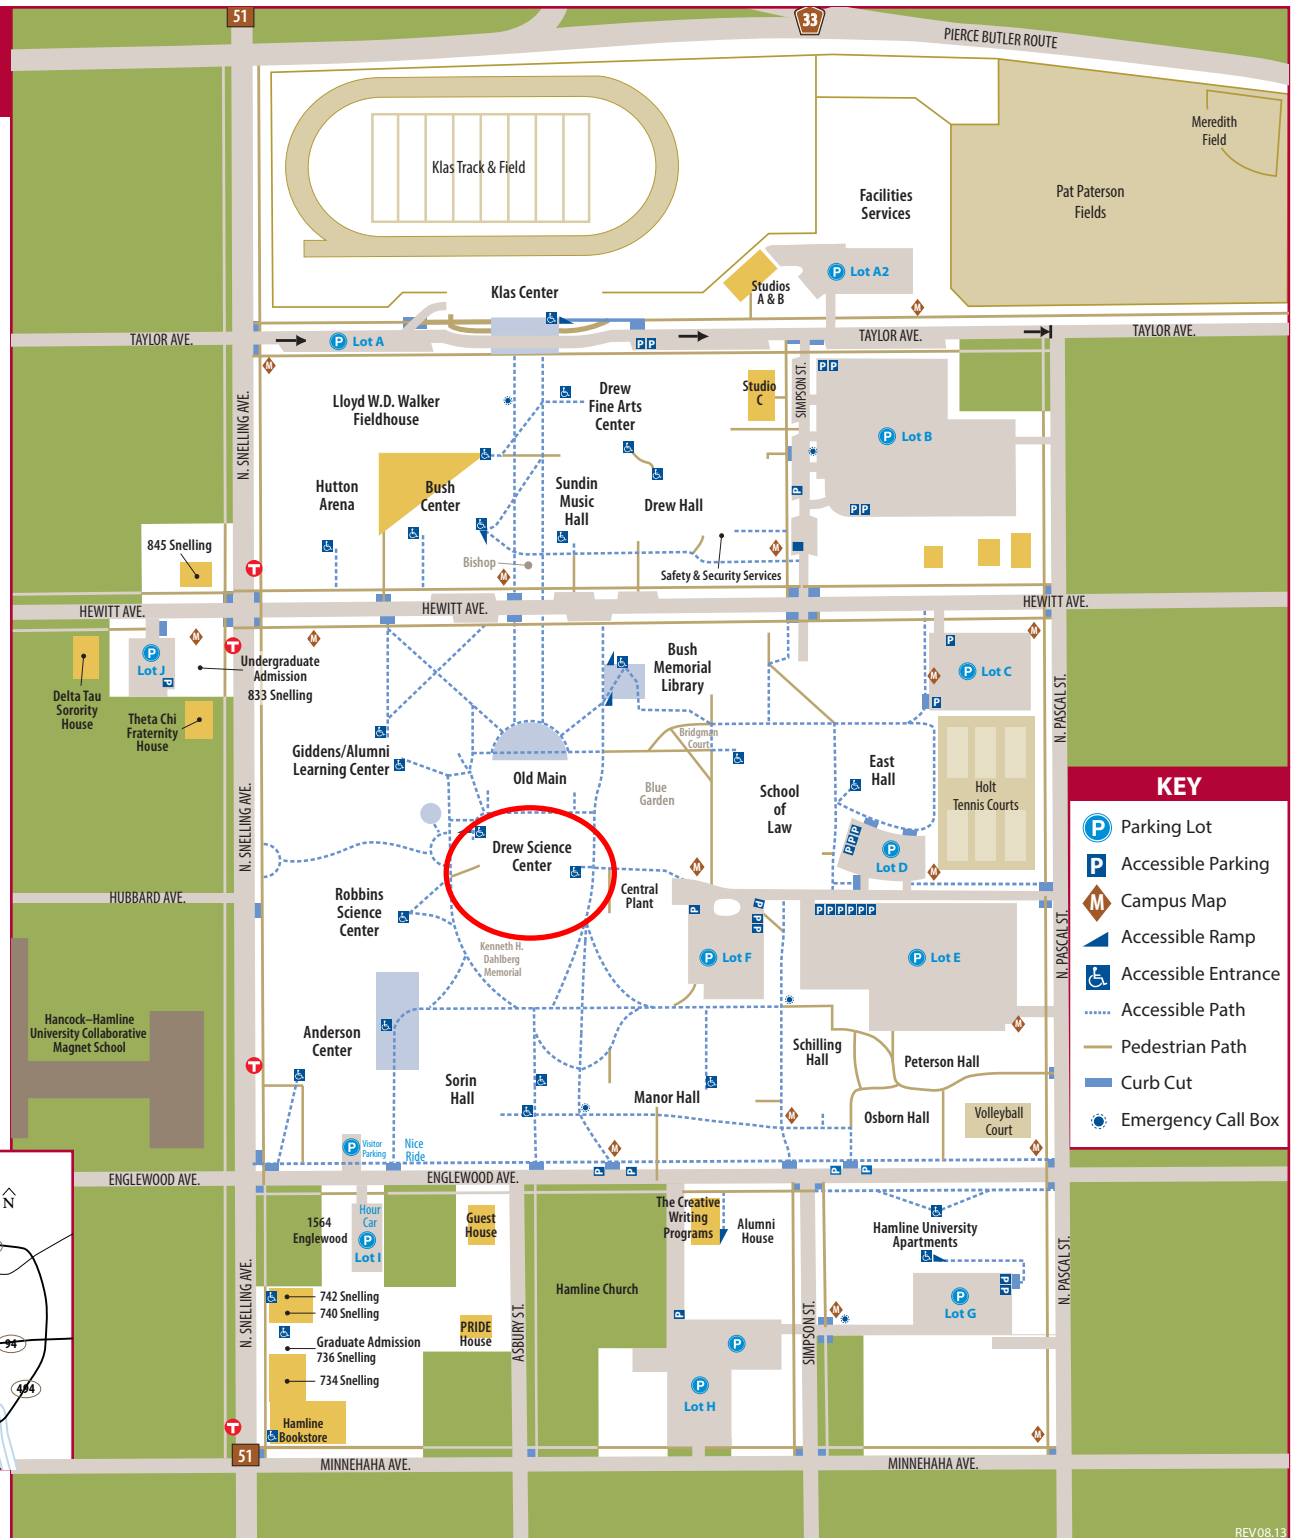 51
33
PIERCE BUTLER ROUTE
Meredith
Field
Klas Track & Field
Pat Paterson
Fields
Facilities
Services
P Lot A2
Studios
A & B
Klas Center
M
TAYLOR AVE.
P Lot A
P P
TAYLOR AVE.
TAYLOR AVE.
M
N. SNELLING AVE.
Lloyd W.D. Walker
Fieldhouse
Drew
Fine Arts
Center
Studio
C
SIMPSON ST.
P P
P Lot B
Hutton
Arena
Bush
Center
Sundin
Music
Hall
Drew Hall
P
P P
845 Snelling
T
Bishop
M
Safety & Security Services
M
HEWITT AVE.
HEWITT AVE.
HEWITT AVE.
M
T
M
M
P
Lot J
P
Undergraduate
Admission
833 Snelling
Delta Tau
Sorority
House
Theta Chi
Fraternity
House
Bush
Memorial
Library
P
P Lot C
M
P
N. PASCAL ST.
Giddens/Alumni
Learning Center
Old Main
Bridgman
Court
Blue
Garden
School
of
Law
East
Hall
Holt
Tennis Courts
N. SNELLING AVE.
Drew Science
Center
P P P
P
Lot D
M
M
KEY
P Parking Lot
P Accessible Parking
M Campus Map
Accessible Ramp
Accessible Entrance
Accessible Path
Pedestrian Path
Curb Cut
Emergency Call Box
HUBBARD AVE.
Robbins
Science
Center
Central
Plant
P
P
P P
P P P P P P
N. PASCAL ST.
Kenneth H.
Dahlberg
Memorial
P Lot F
P Lot E
Hancock–Hamline
University Collaborative
Magnet School
Anderson
Center
T
M
Schilling
Hall
Peterson Hall
Sorin
Hall
Manor Hall
Osborn Hall
Volleyball
Court
M
P Visitor
Parking
Nice
Ride
M
M
ENGLEWOOD AVE.
ENGLEWOOD AVE.
P P
P P
N
1564
Englewood
Hour
Car
P
Lot I
Guest
House
The Creative
Writing
Programs
Alumni
House
Hamline University
Apartments
N. SNELLING AVE.
742 Snelling
740 Snelling
Graduate Admission
736 Snelling
734 Snelling
PRIDE
House
ASBURY ST.
Hamline Church
P
P
P
Lot H
SIMPSON ST.
M
P P
P
Lot G
N. PASCAL ST.
94
494
T
Hamline
Bookstore
M
51
MINNEHAHA AVE.
MINNEHAHA AVE.
REV08.13